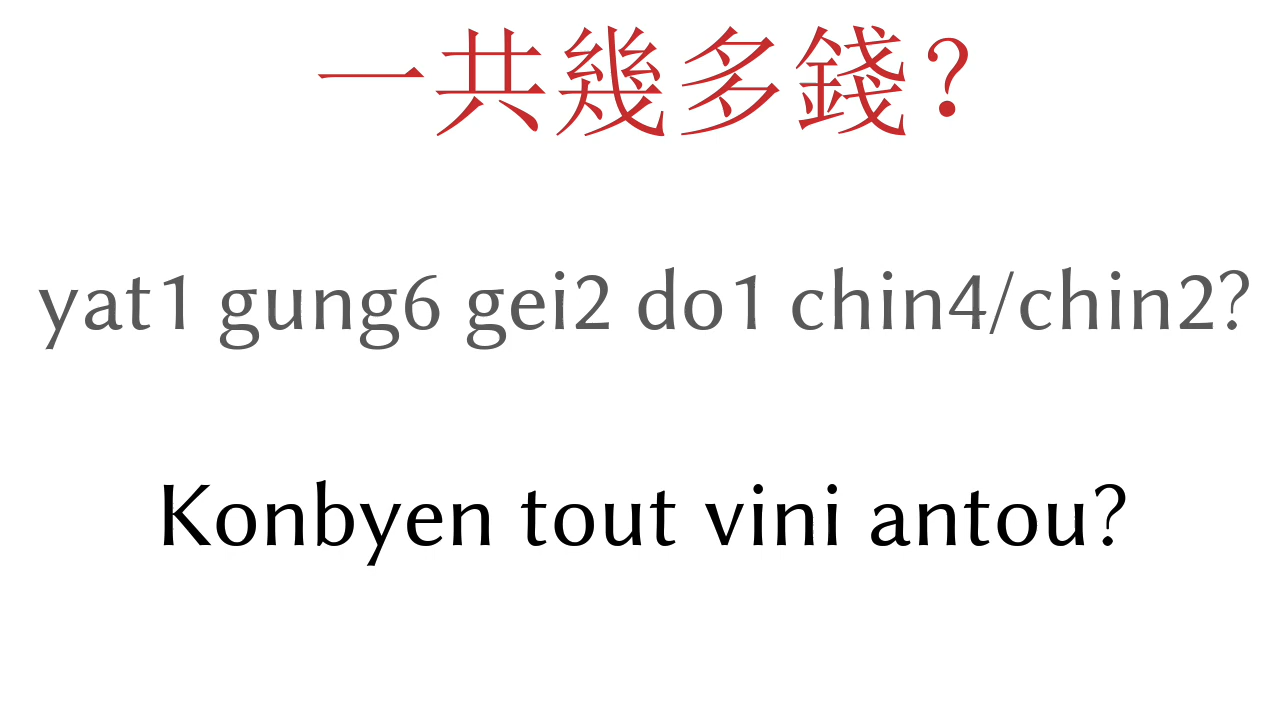 一共幾多錢？
yat1 gung6 gei2 do1 chin4/chin2?
Konbyen tout vini antou?